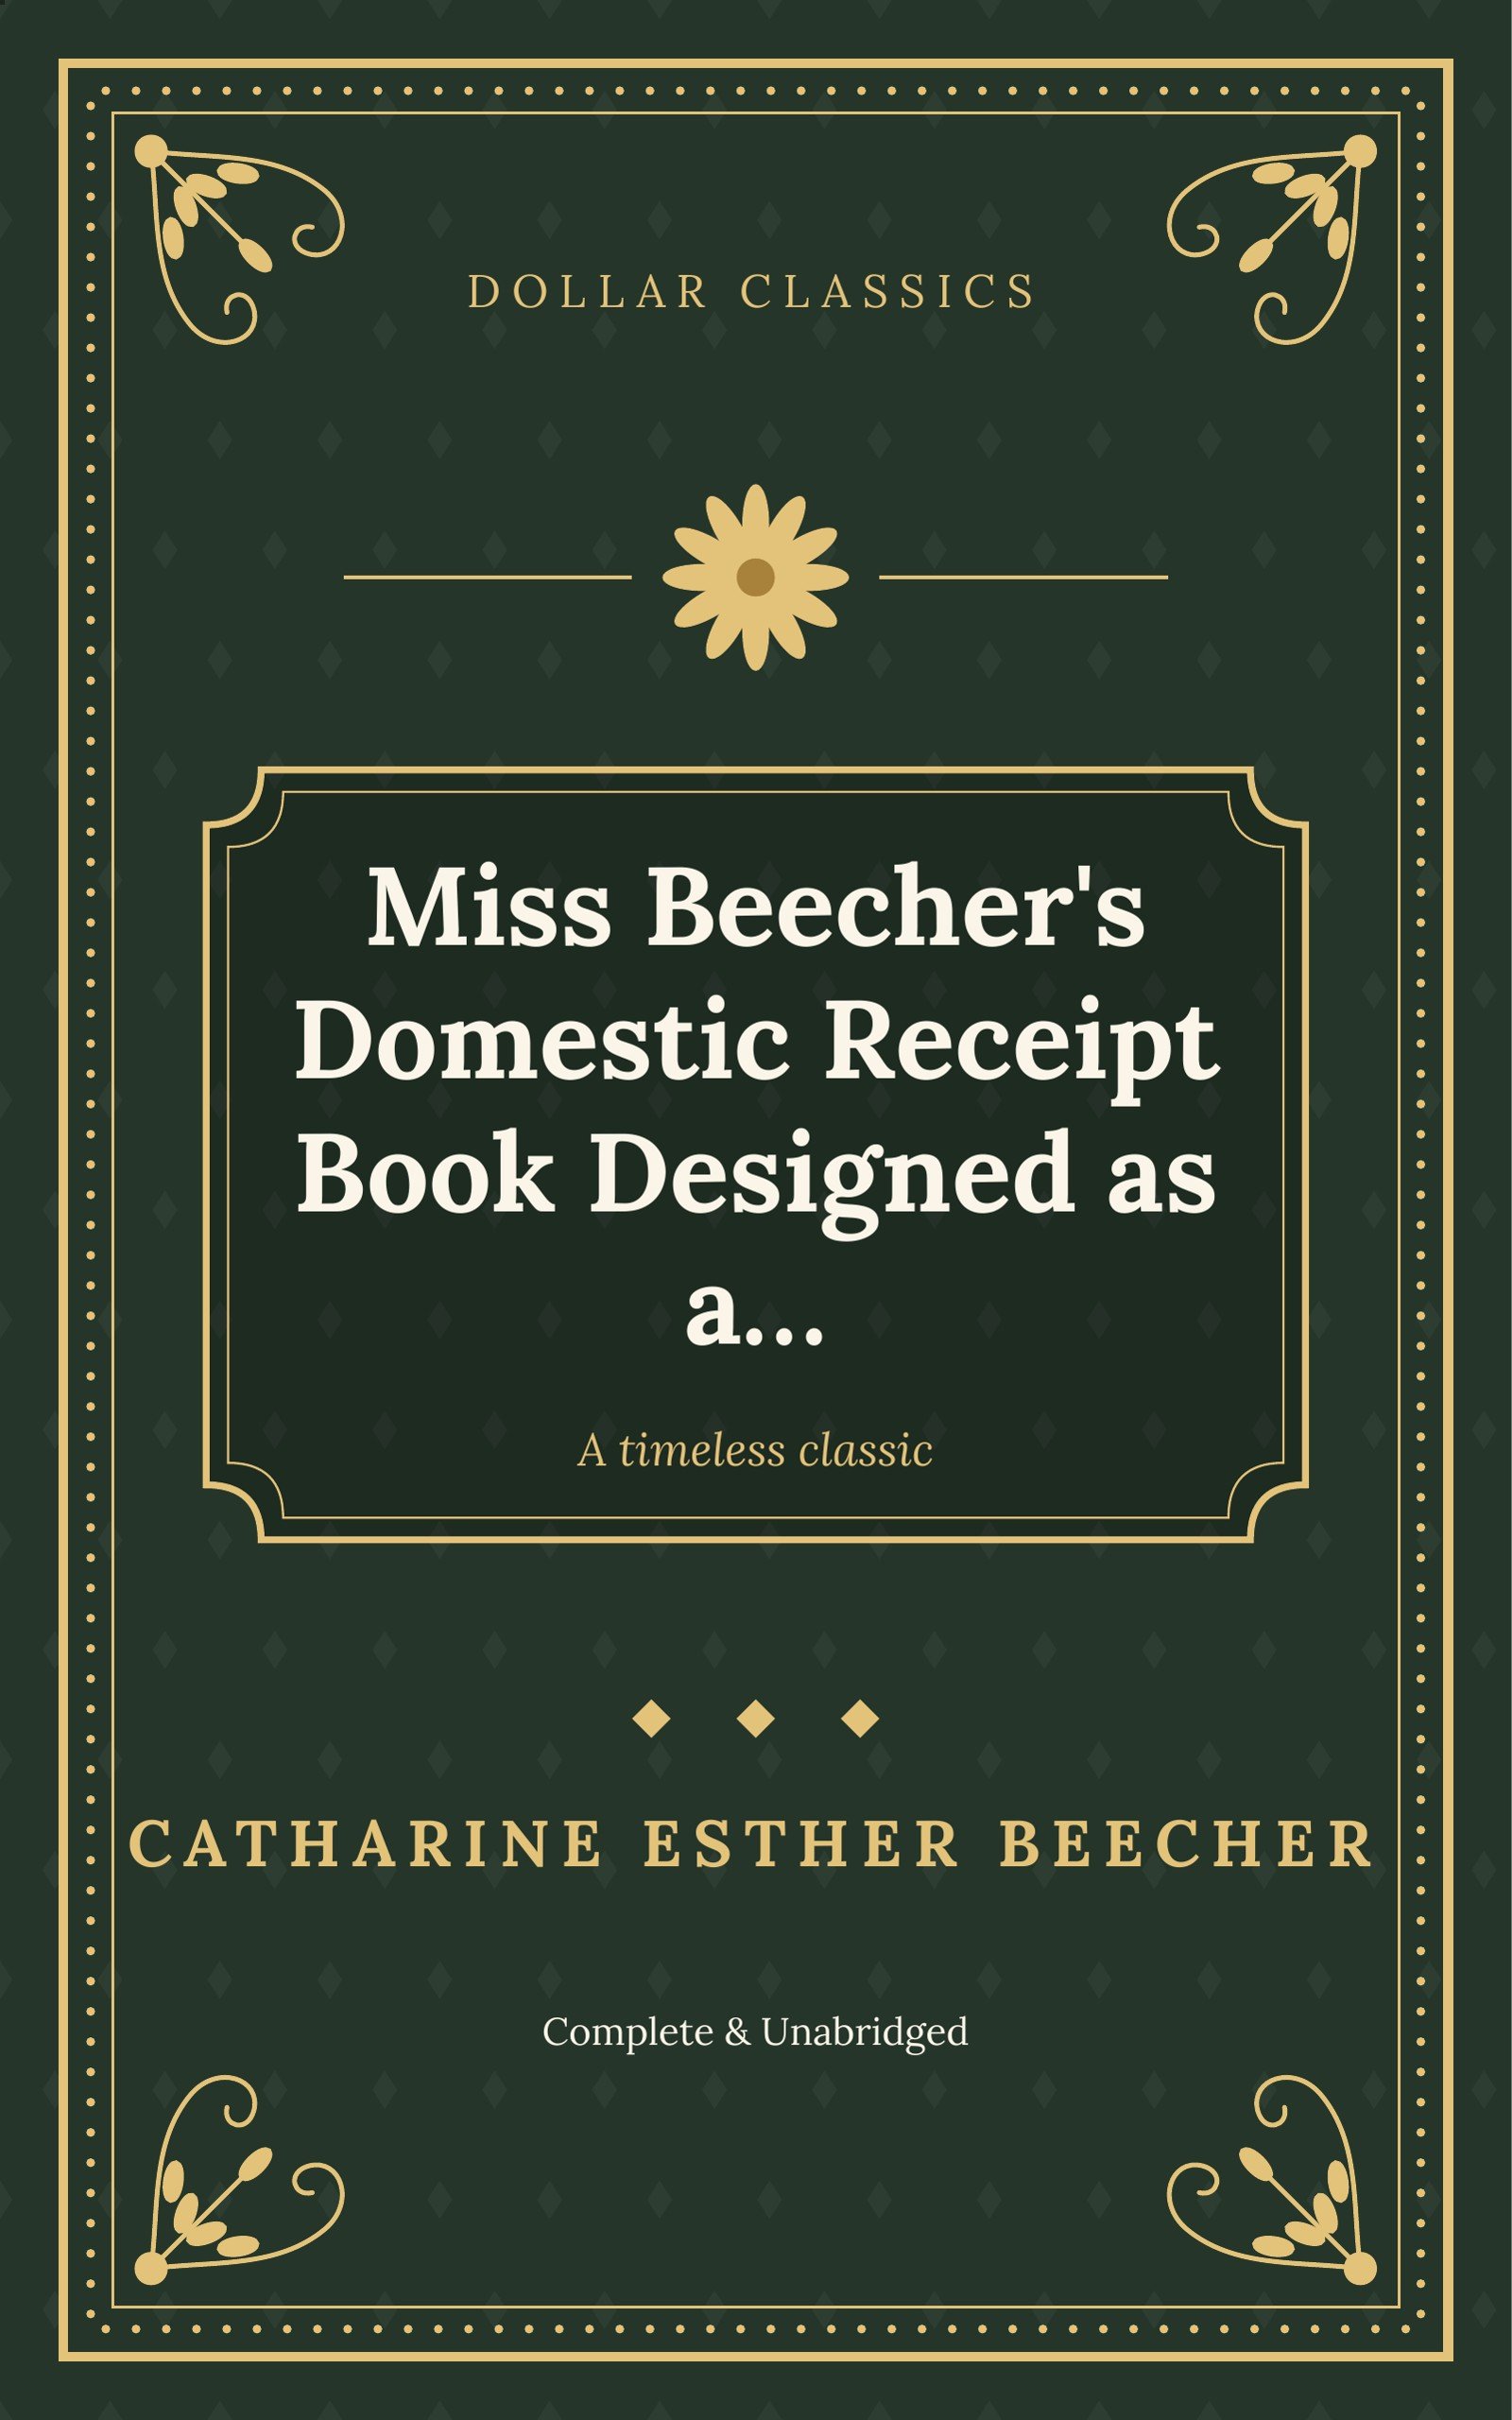 DOLLAR CLASSICS
Miss Beecher's
Domestic Receipt
Book Designed as
a...
A timeless classic
CATHARINE ESTHER BEECHER
Complete & Unabridged